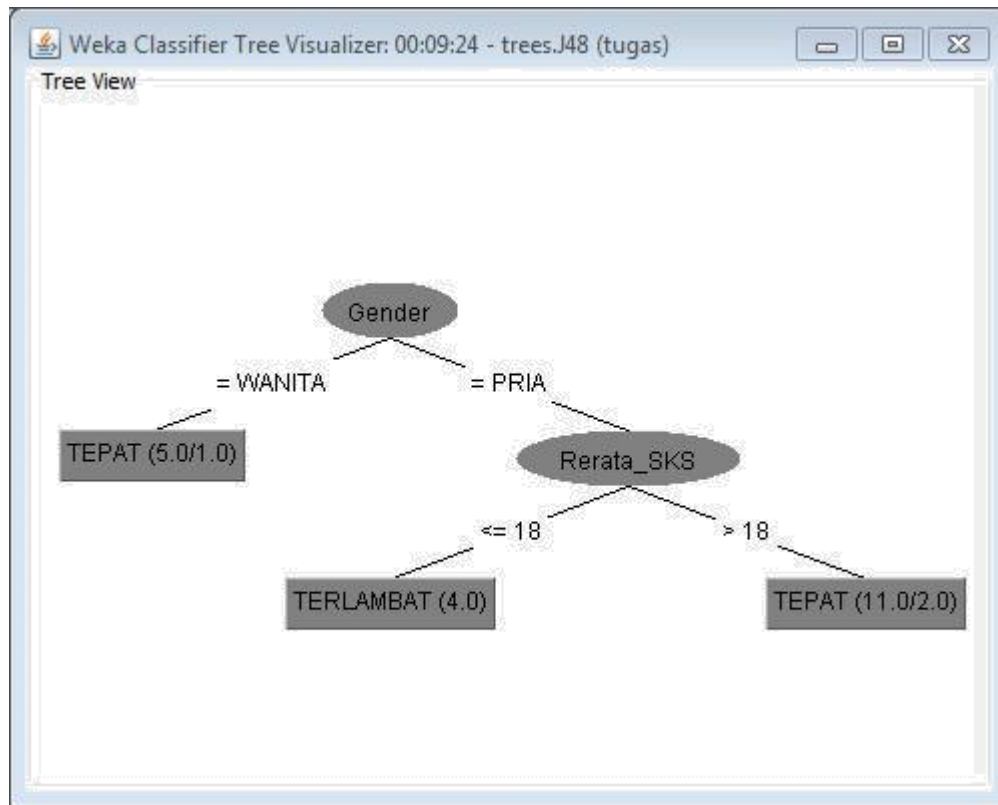 Weka Classifier Tree Visualizer: 00:09:24 - trees.J48 (tugas)
Tree View
Gender
= WANITA
= PRIA
TEPAT (5.0/1.0)
Rerata_SKS
<= 18
> 18
TERLAMBAT (4.0)
TEPAT (11.0/2.0)